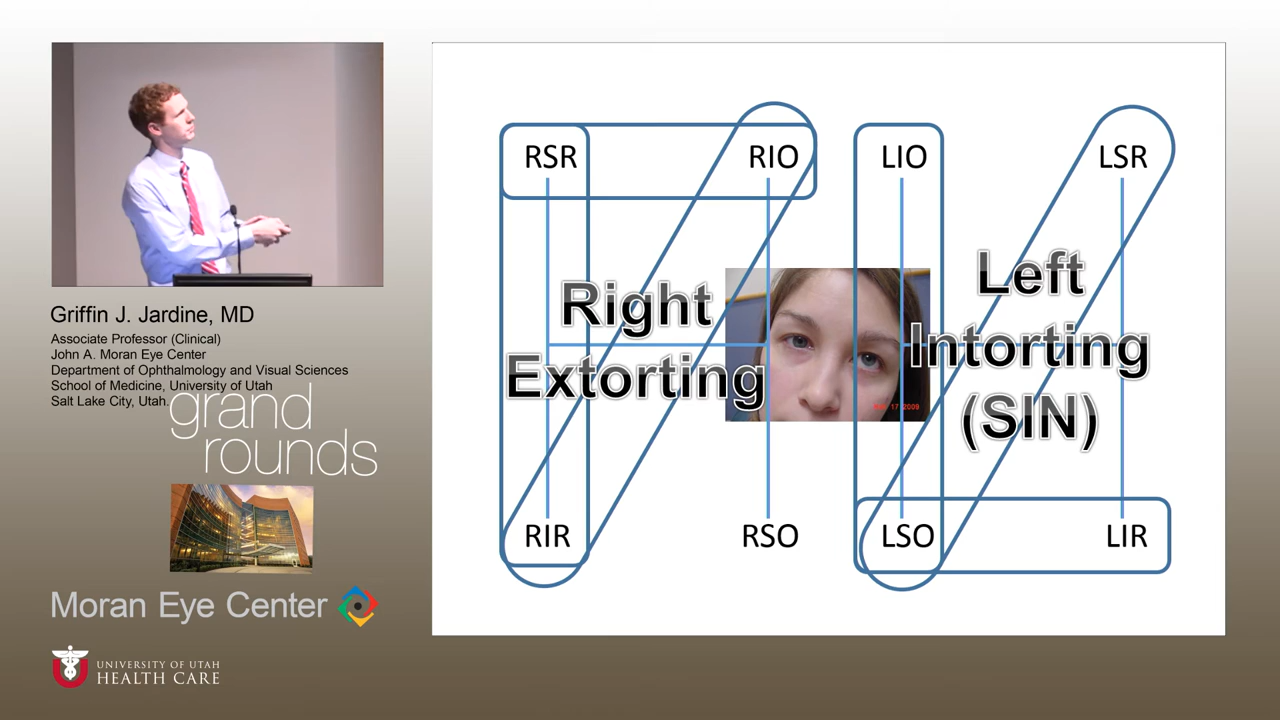 Griffin J. Jardine, MD
Associate Professor (Clinical)
John A. Moran Eye Center
Department of Ophthalmology and Visual Sciences
School of Medicine, University of Utah
Salt Lake City, Utah.
grand
rounds
Moran Eye Center
UNIVERSITY OF UTAH
HEALTH CARE
RSR RIO LIO LSR
Right
Extorting
Left
Intorting
(SIN)
17 2009
RIR RSO LSO LIR